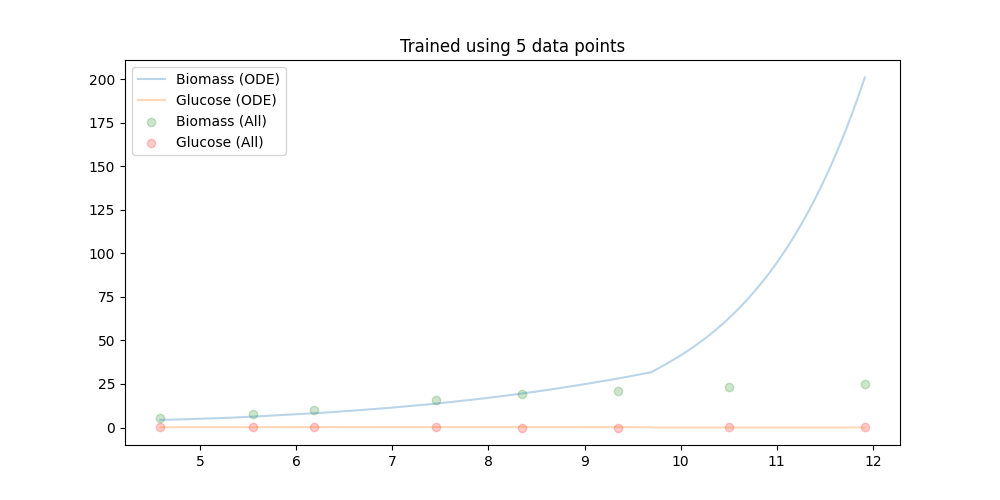 Trained using 5 data points
200
175
150
125
100
75
50
25
0
Biomass (ODE)
Glucose (ODE)
Biomass (All)
Glucose (All)
5 6 7 8 9 10 11 12